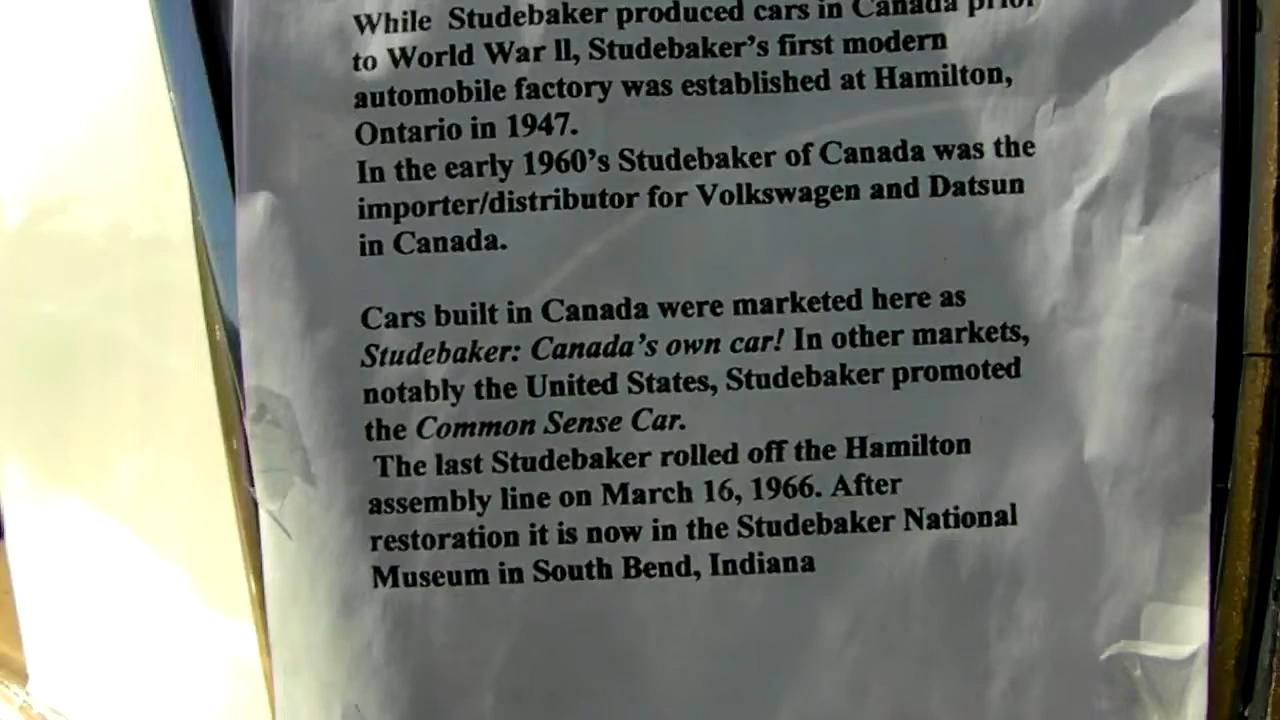 While Studebaker produced cars in Canada prior
to World War II, Studebaker's first modern
automobile factory was established at Hamilton,
Ontario in 1947.
In the early 1960's Studebaker of Canada was the
importer/distributor for Volkswagen and Datsun
in Canada.
Cars built in Canada were marketed here as
Studebaker: Canada's own car! In other markets,
notably the United States, Studebaker promoted
the Common Sense Car.
The last Studebaker rolled off the Hamilton
assembly line on March 16, 1966. After
restoration it is now in the Studebaker National
Museum in South Bend, Indiana